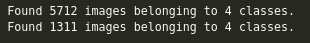 Found 5712 images belonging to 4 classes.
Found 1311 images belonging to 4 classes.